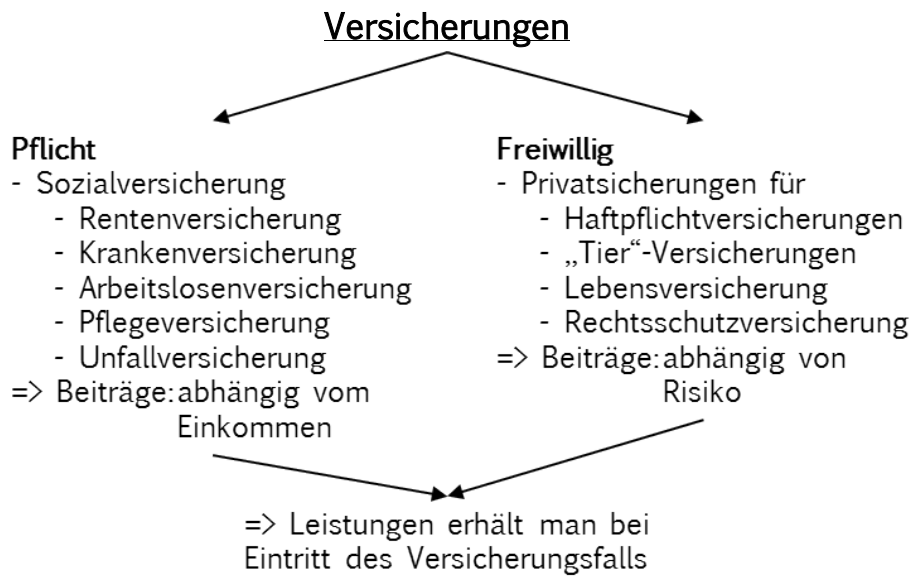 Versicherungen
Pflicht
- Sozialversicherung
- Rentenversicherung
- Krankenversicherung
- Arbeitslosenversicherung
- Pflegeversicherung
- Unfallversicherung
=> Beiträge: abhängig vom
Einkommen
Freiwillig
- Privatsicherungen für
- Haftpflichtversicherungen
- „Tier“-Versicherungen
- Lebensversicherung
- Rechtsschutzversicherung
=> Beiträge: abhängig von
Risiko
=> Leistungen erhält man bei
Eintritt des Versicherungsfalls